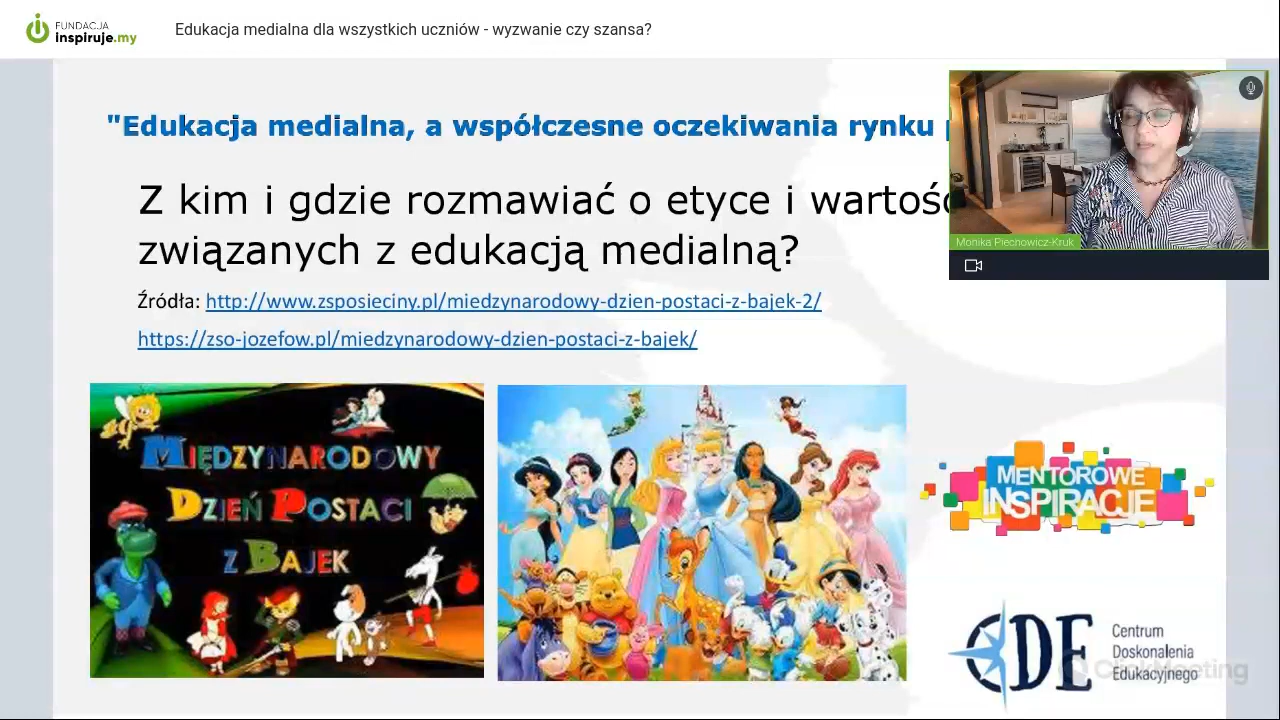 FUNDACJA
inspiruje.my
Edukacja medialna dla wszystkich uczniów - wyzwanie czy szansa?
"Edukacja medialna, a współczesne oczekiwania rynku
Z kim i gdzie rozmawiać o etyce i wartoś
związanych z edukacją medialną?
Źródła: http://www.zsposieciny.pl/miedzynarodowy-dzien-postaci-z-bajek-2/
https://zso-jozefow.pl/miedzynarodowy-dzien-postaci-z-bajek/
Monika Piechowicz-Kruk
MIĘDZYNARODOWY
DZIEŃ POSTACI
Z BAJEK
MENTOROWE
INSPIRACJE
CDE
Centrum
Doskonalenia
Edukacyjnego
ClickMeeting